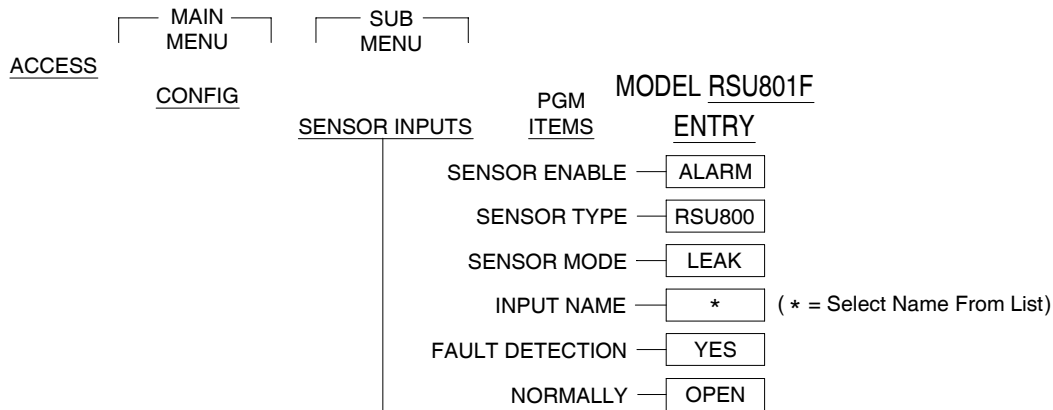 MAIN
MENU
SUB
MENU
ACCESS
CONFIG
SENSOR INPUTS
PGM
ITEMS
MODEL RSU801F
ENTRY
SENSOR ENABLE ALARM
SENSOR TYPE RSU800
SENSOR MODE LEAK
INPUT NAME * ( * = Select Name From List)
FAULT DETECTION YES
NORMALLY OPEN